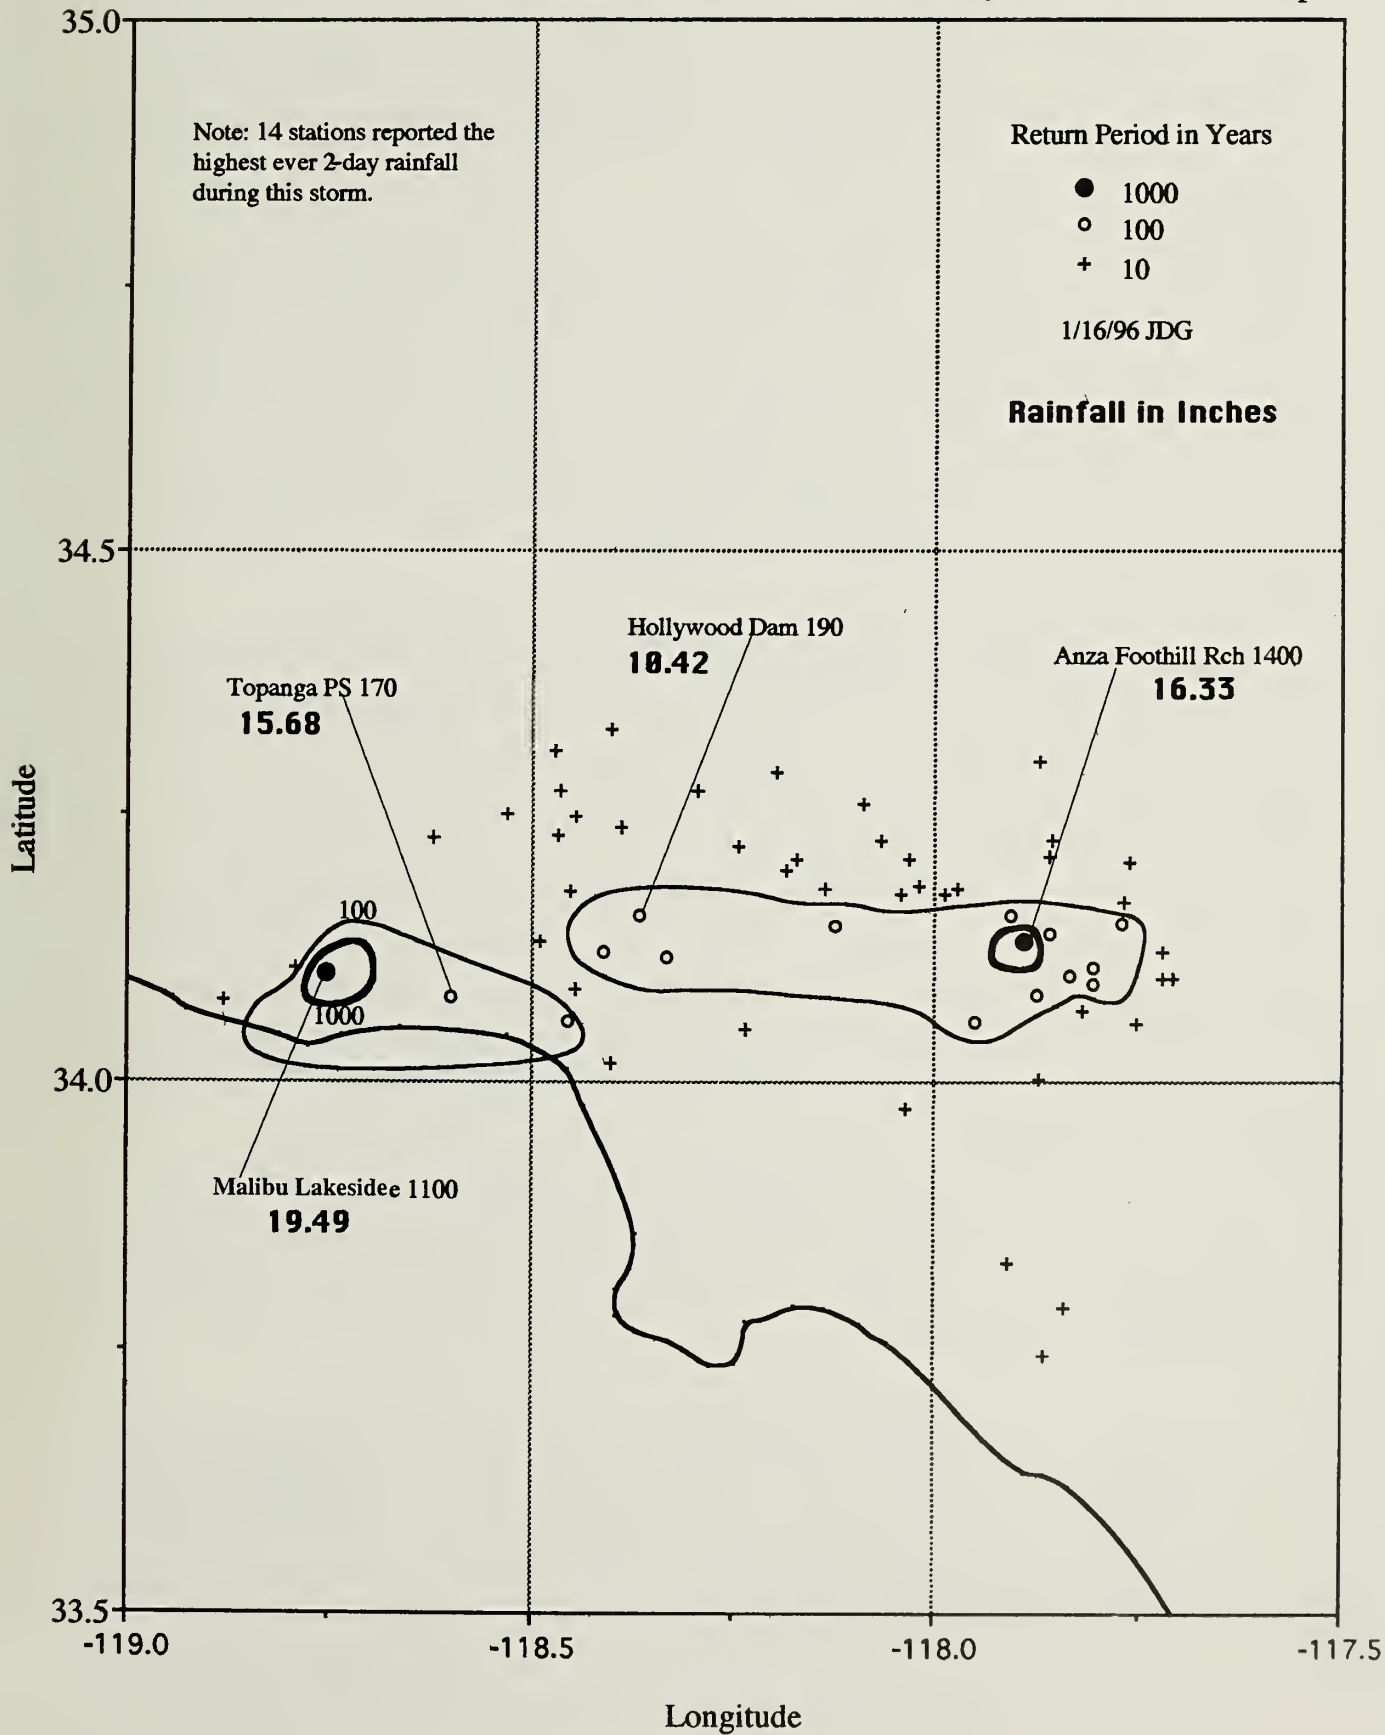 35.0
Note: 14 stations reported the
highest ever 2-day rainfall
during this storm.
Return Period in Years
1000
100
10
1/16/96 JDG
Rainfall in Inches
34.5
Hollywood Dam 190
10.42
Anza Foothill Rch 1400
16.33
Topanga PS 170
15.68
Latitude
100
1000
34.0
Malibu Lakesidee 1100
19.49
33.5
-119.0
-118.5
-118.0
-117.5
Longitude